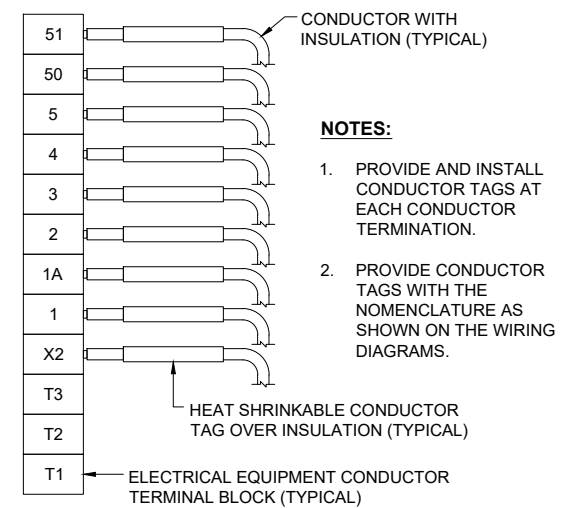 51
CONDUCTOR WITH
INSULATION (TYPICAL)
50
5
4
3
2
1A
1
X2
T3
T2
T1
NOTES:
1. PROVIDE AND INSTALL
CONDUCTOR TAGS AT
EACH CONDUCTOR
TERMINATION.
2. PROVIDE CONDUCTOR
TAGS WITH THE
NOMENCLATURE AS
SHOWN ON THE WIRING
DIAGRAMS.
HEAT SHRINKABLE CONDUCTOR
TAG OVER INSULATION (TYPICAL)
ELECTRICAL EQUIPMENT CONDUCTOR
TERMINAL BLOCK (TYPICAL)